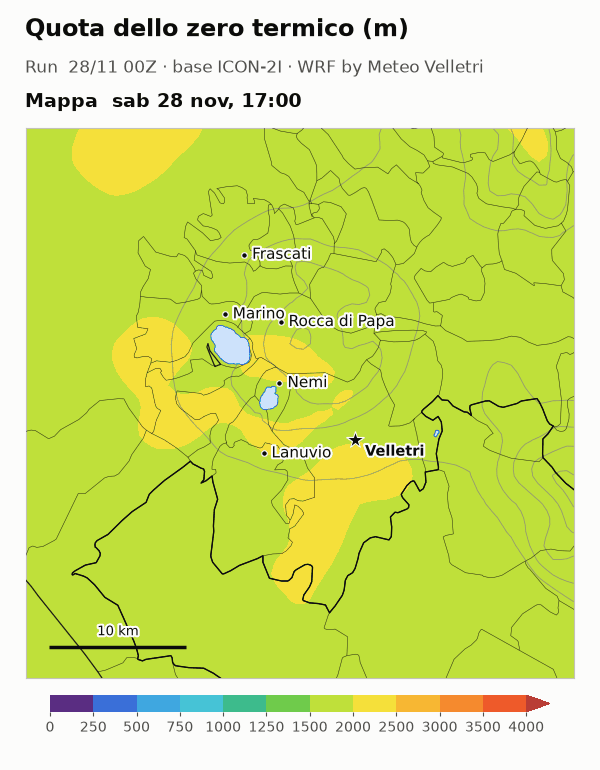 Quota dello zero termico (m)
Run 28/11 00Z · base ICON-2I · WRF by Meteo Velletri
Mappa sab 28 nov, 17:00
Frascati
Marino
Rocca di Papa
Nemi
Velletri
Lanuvio
10 km
0 250 500 750 1000 1250 1500 2000 2500 3000 3500 4000